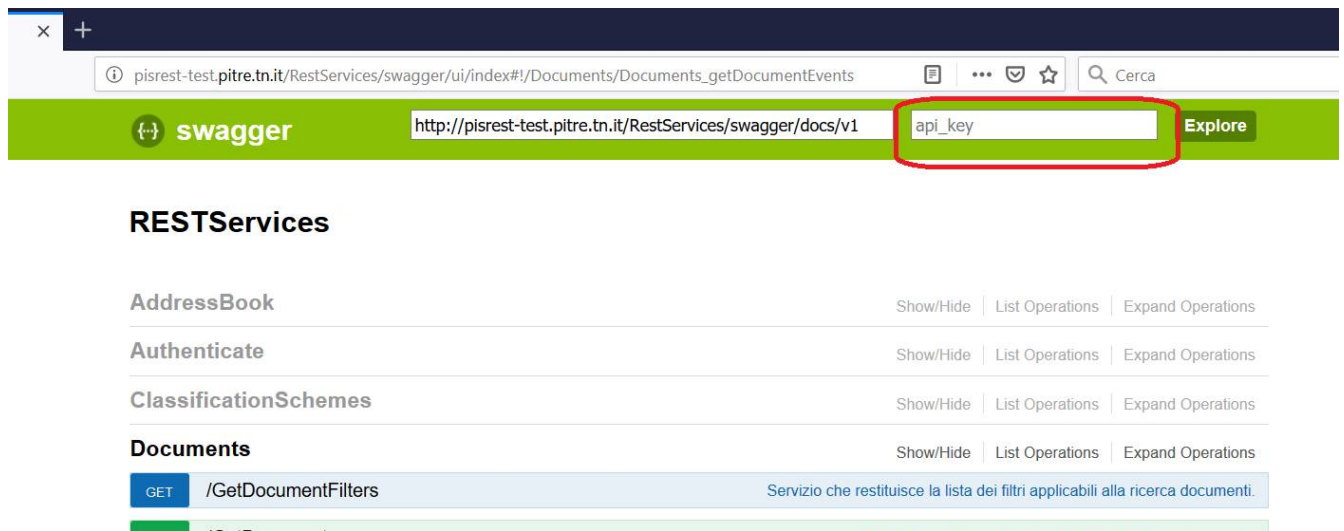 pisrest-test.pitre.tn.it/RestServices/swagger/ui/index#!/Documents/Documents_getDocumentEvents
Cerca
swagger
http://pisrest-test.pitre.tn.it/RestServices/swagger/docs/v1
api_key
Explore
RESTServices
AddressBook Show/Hide List Operations Expand Operations
Authenticate Show/Hide List Operations Expand Operations
ClassificationSchemes Show/Hide List Operations Expand Operations
Documents Show/Hide List Operations Expand Operations
GET /GetDocumentFilters Servizio che restituisce la lista dei filtri applicabili alla ricerca documenti.